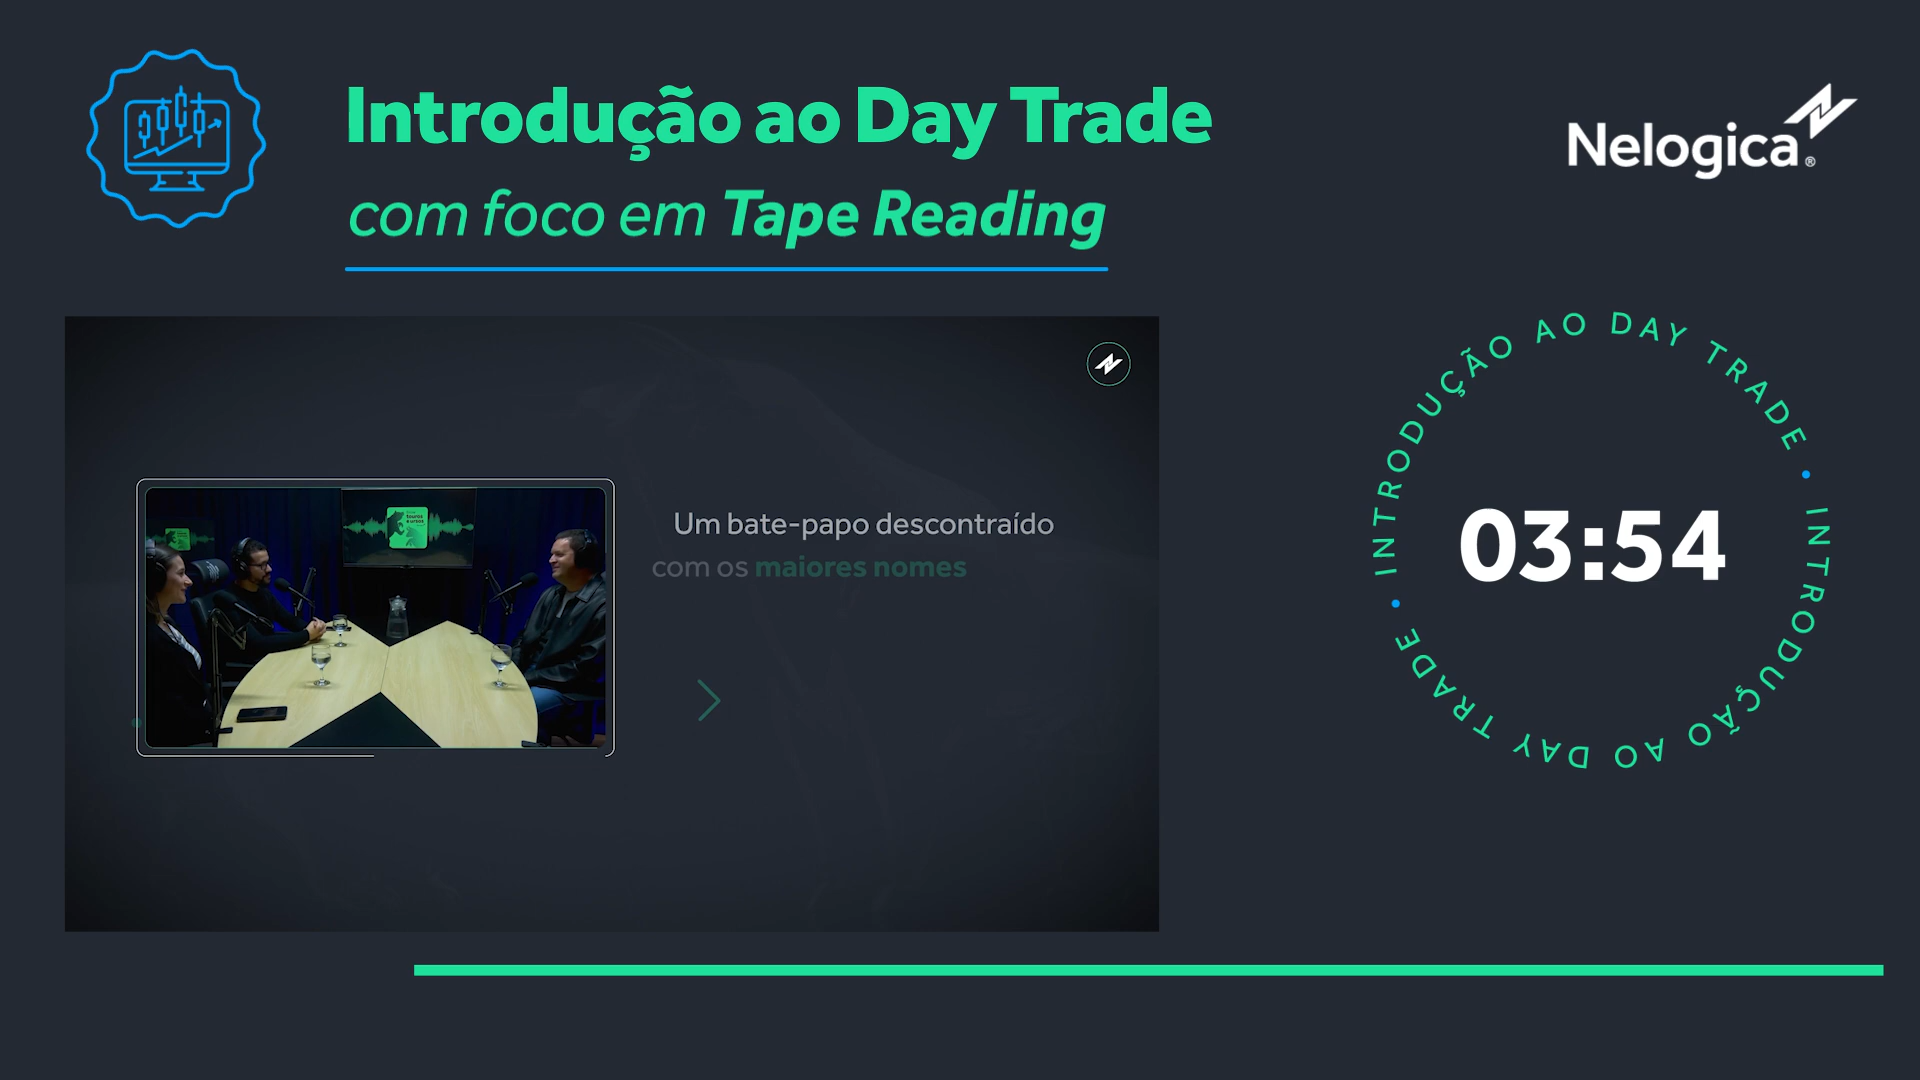 Introdução ao Day Trade
com foco em Tape Reading
Nelogica®
Um bate-papo descontraído
com os maiores nomes
INTRODUÇÃO AO DAY TRADE • INTRODUÇÃO AO DAY TRADE •
03:54